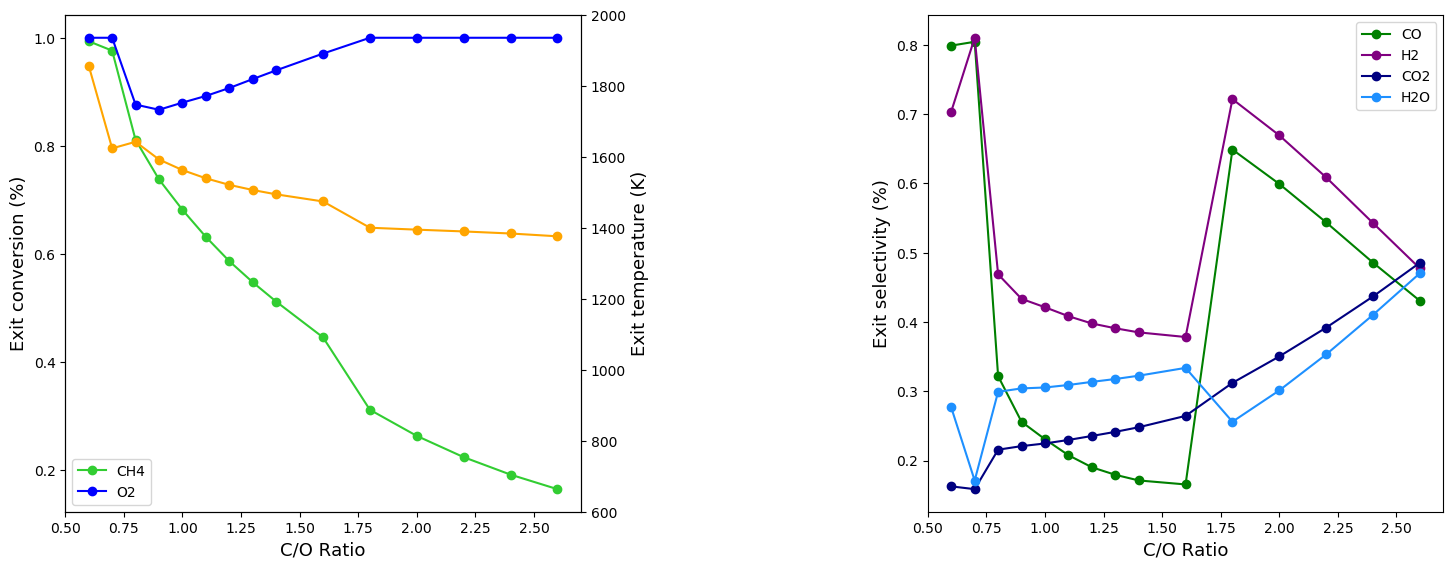 Exit conversion (%)
1.0
0.8
0.6
0.4
0.2
CH4
O2
0.50 0.75 1.00 1.25 1.50 1.75 2.00 2.25 2.50
C/O Ratio
2000
1800
1600
1400
1200
1000
800
600
Exit temperature (K)
Exit selectivity (%)
0.8
0.7
0.6
0.5
0.4
0.3
0.2
CO
H2
CO2
H2O
0.50 0.75 1.00 1.25 1.50 1.75 2.00 2.25 2.50
C/O Ratio